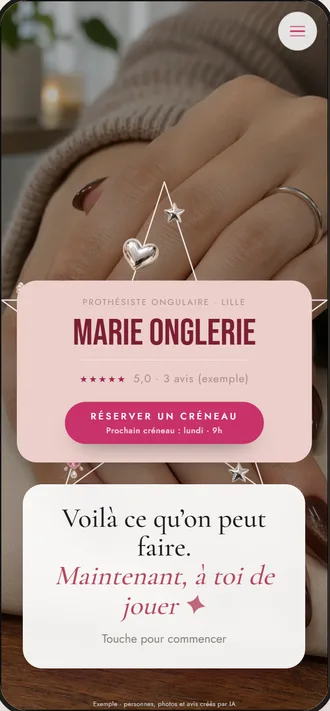 PROTHÉSISTE ONGULAIRE · LILLE
MARIE ONGLERIE
★★★★★ 5,0 · 3 avis (exemple)
RÉSERVER UN CRÉNEAU
Prochain créneau : lundi · 9h
Voilà ce qu’on peut
faire.
Maintenant, à toi de
jouer ✦
Touche pour commencer
Exemple · personnes, photos et avis créés par IA